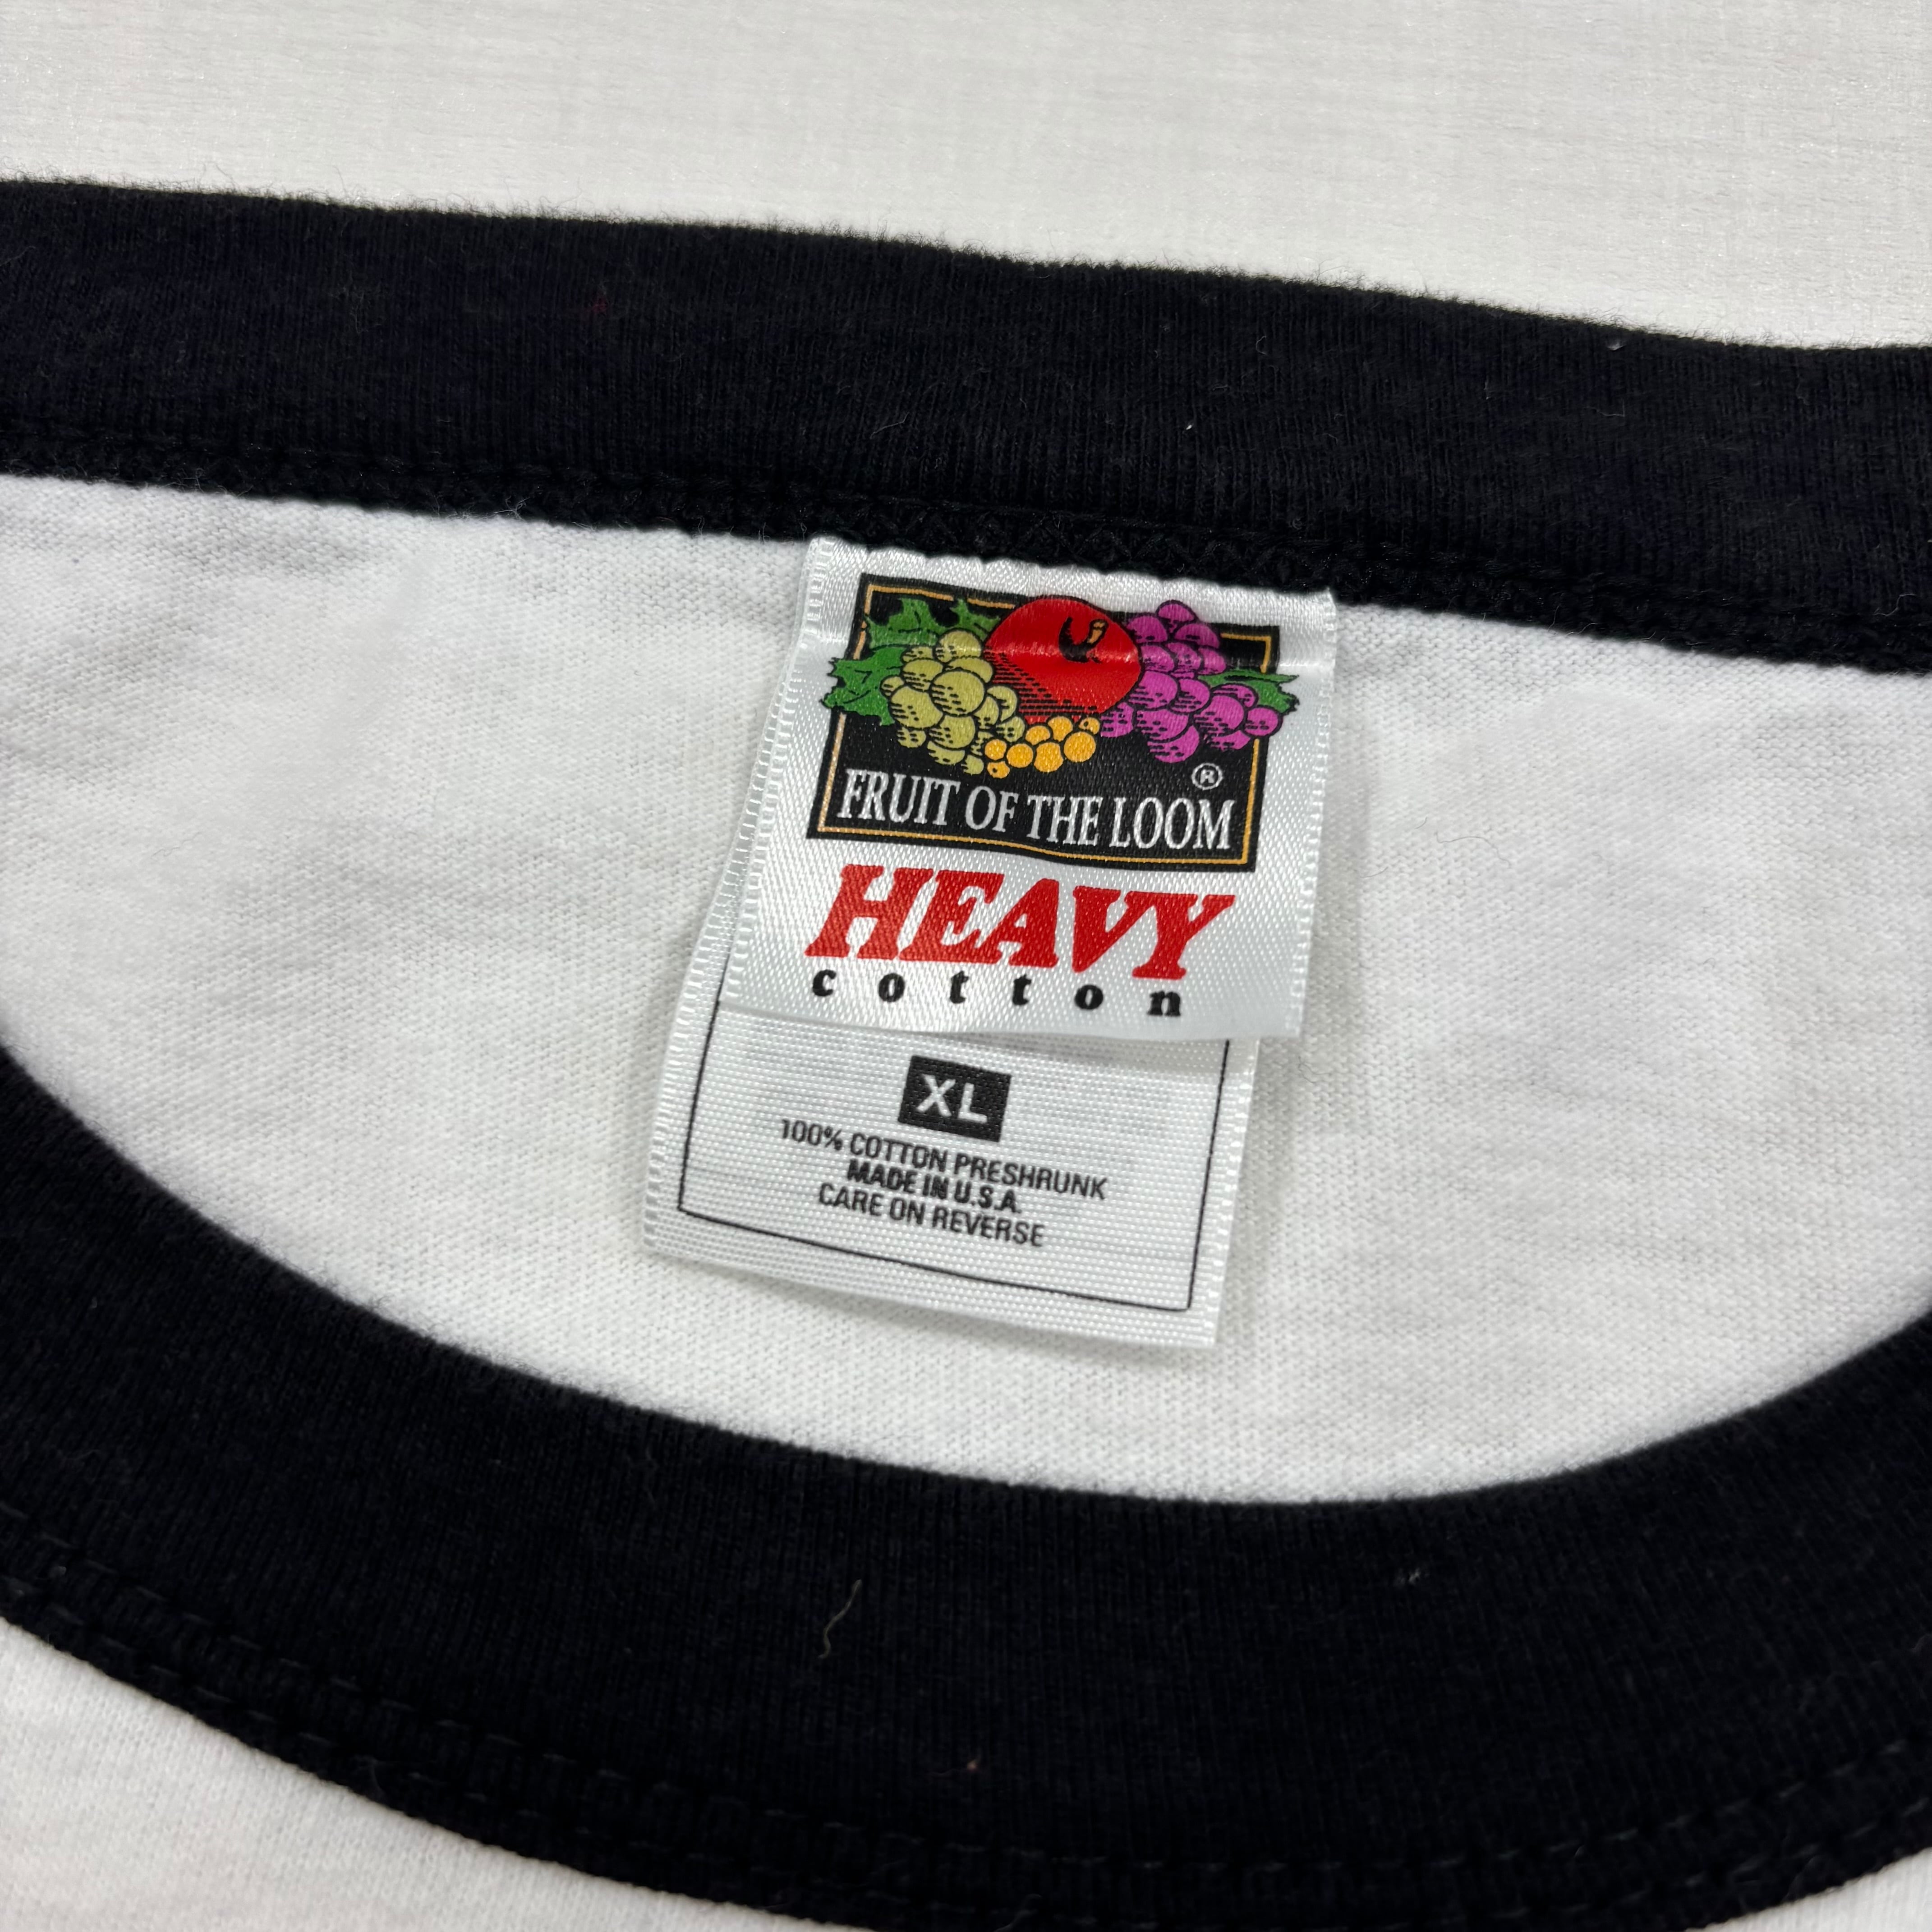 ®
FRUIT OF THE LOOM
HEAVY
cotton
XL
100% COTTON PRESHRUNK
MADE IN U.S.A.
CARE ON REVERSE